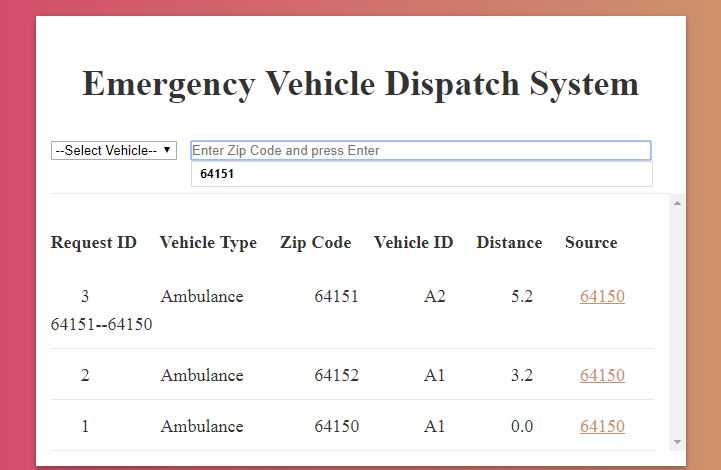 Emergency Vehicle Dispatch System
--Select Vehicle-- Enter Zip Code and press Enter
64151
Request ID Vehicle Type Zip Code Vehicle ID Distance Source
3 Ambulance 64151 A2 5.2 64150
64151--64150
2 Ambulance 64152 A1 3.2 64150
1 Ambulance 64150 A1 0.0 64150